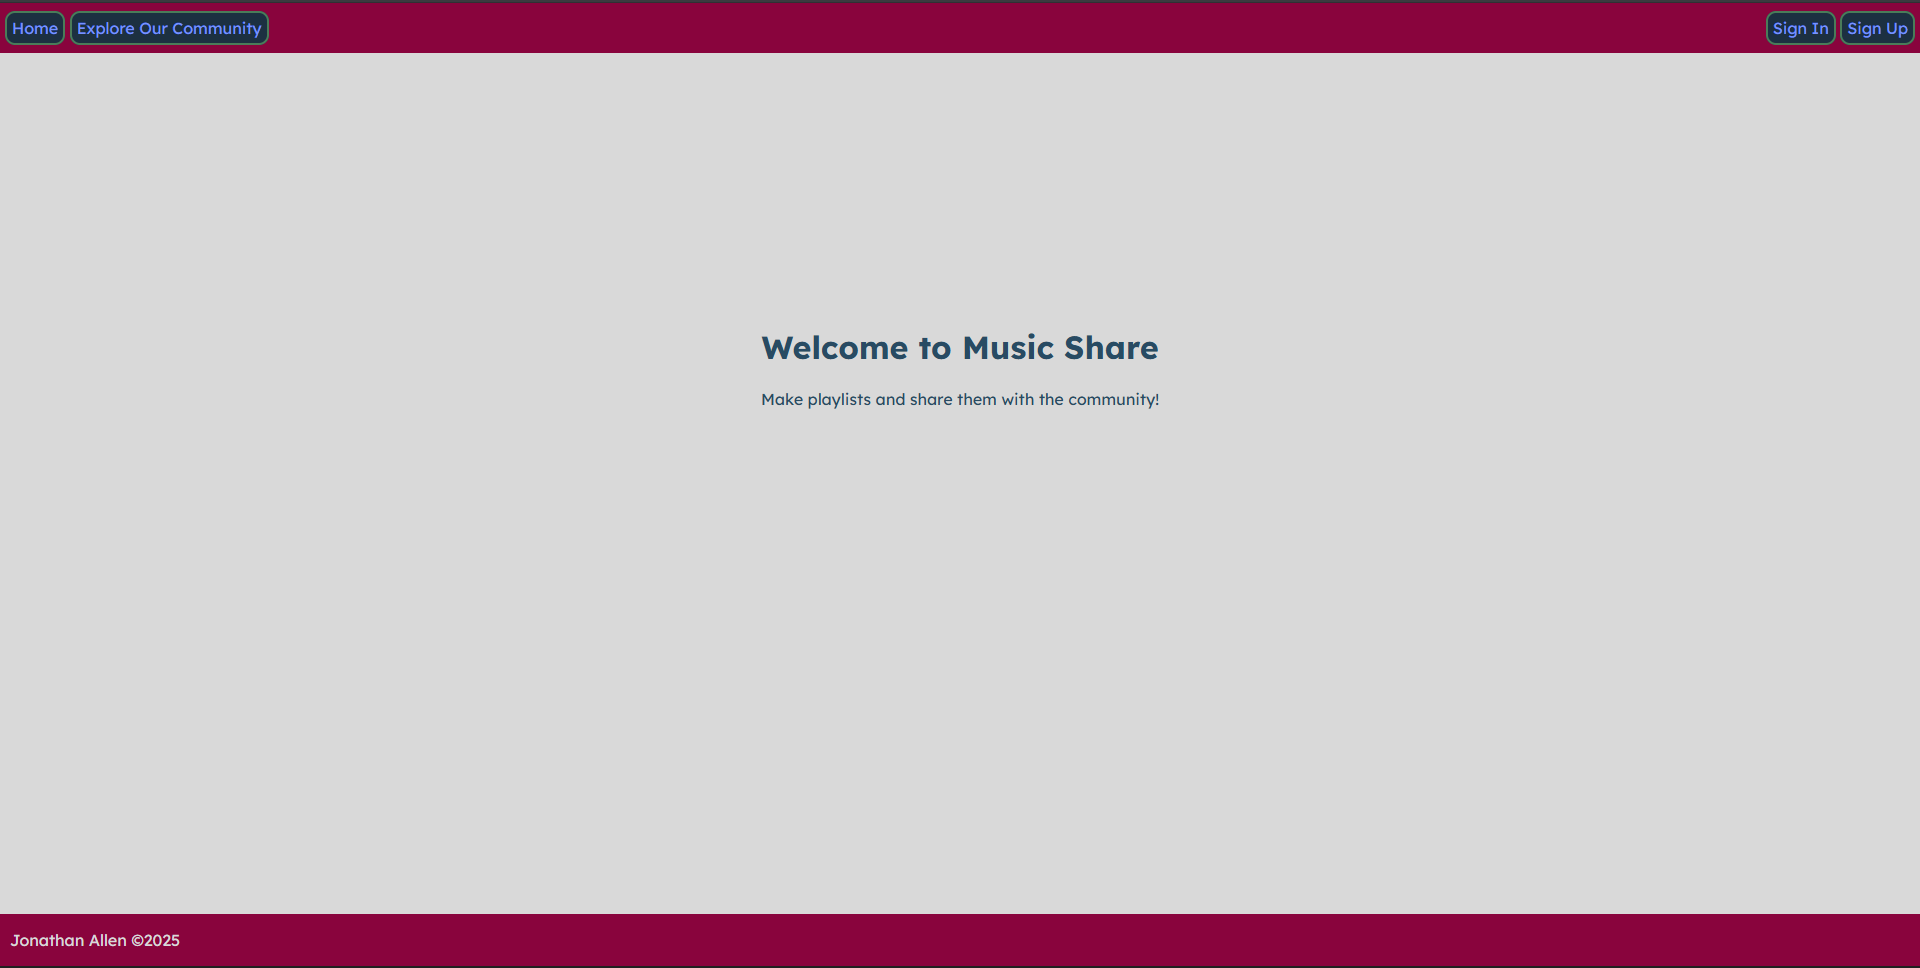 Home Explore Our Community Sign In Sign Up
Welcome to Music Share
Make playlists and share them with the community!
Jonathan Allen ©2025